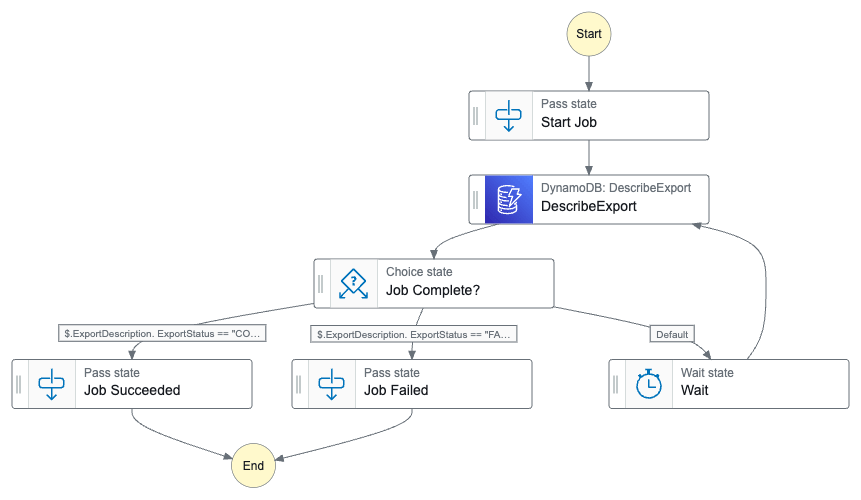 Start
Pass state
Start Job
DynamoDB: DescribeExport
DescribeExport
Choice state
Job Complete?
$.ExportDescription. ExportStatus == "CO...
$.ExportDescription. ExportStatus == "FA...
Default
Pass state
Job Succeeded
Pass state
Job Failed
Wait state
Wait
End